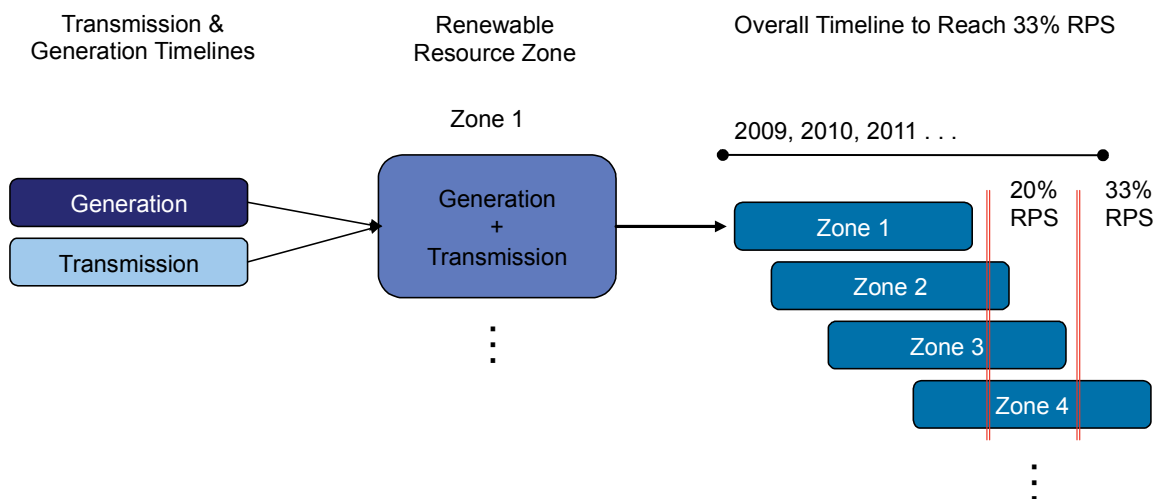 Transmission &
Generation Timelines
Renewable
Resource Zone
Overall Timeline to Reach 33% RPS
Zone 1
2009, 2010, 2011 . . .
Generation
Transmission
Generation
+
Transmission
20%
RPS
33%
RPS
Zone 1
Zone 2
Zone 3
Zone 4